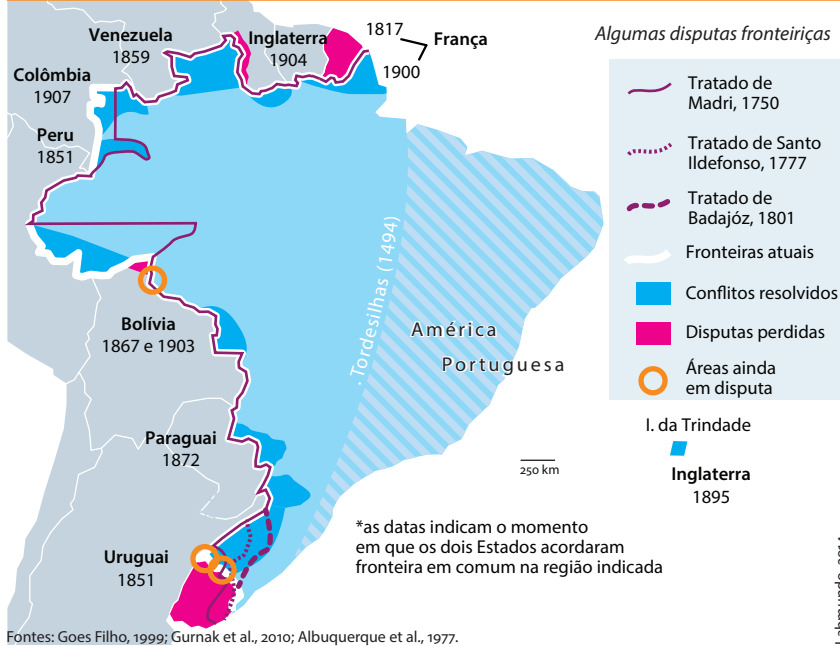 Venezuela
1859
Inglaterra
1904
1817
França
1900
Colômbia
1907
Peru
1851
Bolívia
1867 e 1903
Paraguai
1872
Uruguai
1851
Tordesilhas (1494)
América
Portuguesa
Algumas disputas fronteiriças
Tratado de
Madri, 1750
Tratado de Santo
Ildefonso, 1777
Tratado de
Badajóz, 1801
Fronteiras atuais
Conflitos resolvidos
Disputas perdidas
Áreas ainda
em disputa
I. da Trindade
Inglaterra
1895
250 km
*as datas indicam o momento
em que os dois Estados acordaram
fronteira em comum na região indicada
Fontes: Goes Filho, 1999; Gurnak et al., 2010; Albuquerque et al., 1977.